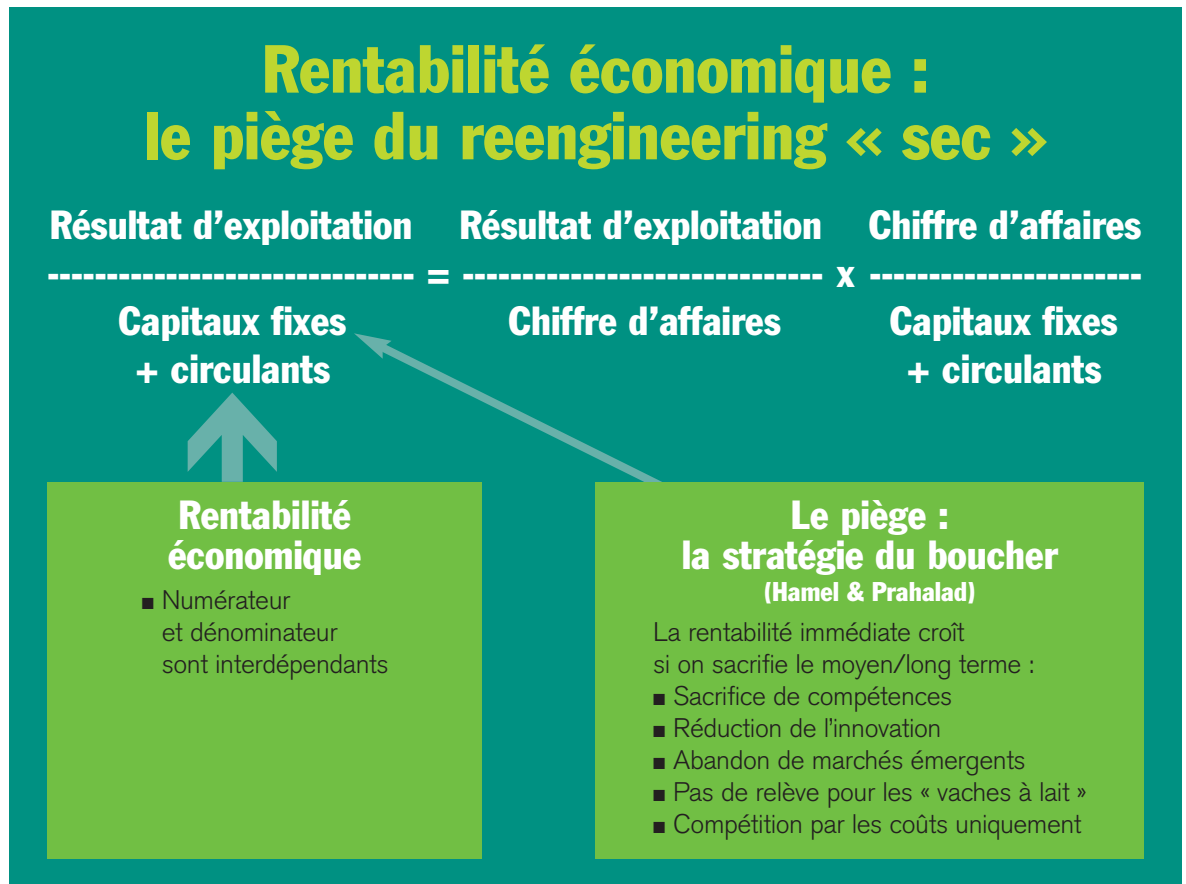 Rentabilité économique :
le piège du reengineering « sec »
Résultat d'exploitation Résultat d'exploitation Chiffre d'affaires
------------------------------- = ------------------------------- x -----------------------
Capitaux fixes Chiffre d'affaires Capitaux fixes
+ circulants + circulants
Rentabilité
économique
■ Numérateur
et dénominateur
sont interdépendants
Le piège :
la stratégie du boucher
(Hamel & Prahalad)
La rentabilité immédiate croît
si on sacrifie le moyen/long terme :
■ Sacrifice de compétences
■ Réduction de l'innovation
■ Abandon de marchés émergents
■ Pas de relève pour les « vaches à lait »
■ Compétition par les coûts uniquement